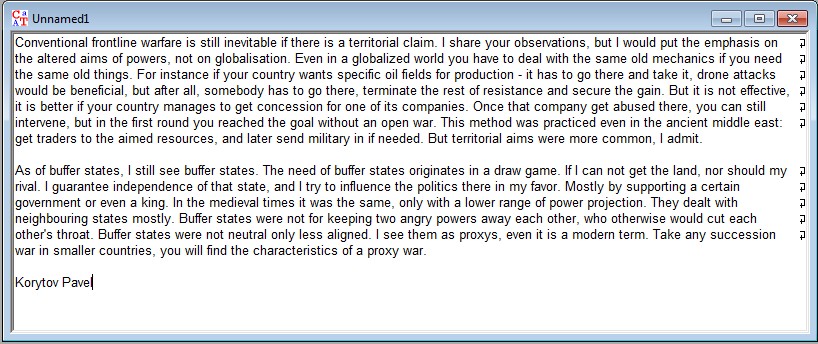 Unnamed1
Conventional frontline warfare is still inevitable if there is a territorial claim. I share your observations, but I would put the emphasis on
the altered aims of powers, not on globalisation. Even in a globalized world you have to deal with the same old mechanics if you need
the same old things. For instance if your country wants specific oil fields for production - it has to go there and take it, drone attacks
would be beneficial, but after all, somebody has to go there, terminate the rest of resistance and secure the gain. But it is not effective,
it is better if your country manages to get concession for one of its companies. Once that company get abused there, you can still
intervene, but in the first round you reached the goal without an open war. This method was practiced even in the ancient middle east:
get traders to the aimed resources, and later send military in if needed. But territorial aims were more common, I admit.
As of buffer states, I still see buffer states. The need of buffer states originates in a draw game. If I can not get the land, nor should my
rival. I guarantee independence of that state, and I try to influence the politics there in my favor. Mostly by supporting a certain
government or even a king. In the medieval times it was the same, only with a lower range of power projection. They dealt with
neighbouring states mostly. Buffer states were not for keeping two angry powers away each other, who otherwise would cut each
other's throat. Buffer states were not neutral only less aligned. I see them as proxys, even it is a modern term. Take any succession
war in smaller countries, you will find the characteristics of a proxy war.
Korytov Pavel